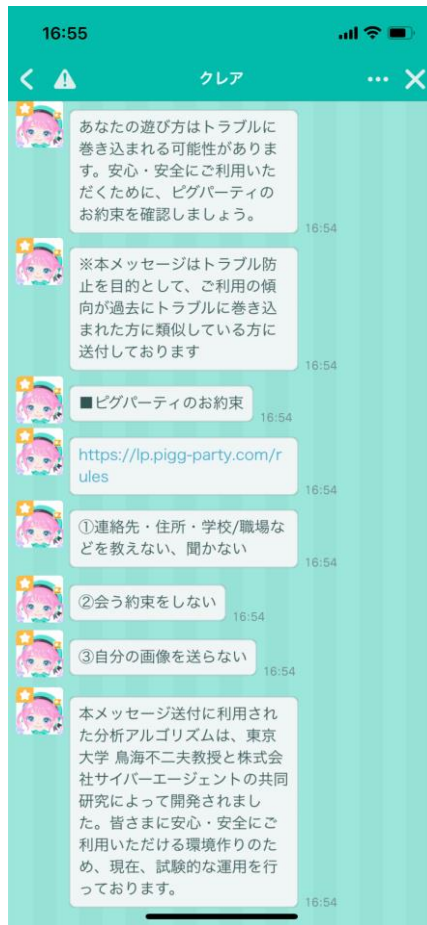 16:55
クレア
あなたの遊び方はトラブルに
巻き込まれる可能性がありま
す。安心・安全にご利用いた
だくために、ピグパーティの
お約束を確認しましょう。
16:54
※本メッセージはトラブル防
止を目的として、ご利用の傾
向が過去にトラブルに巻き込
まれた方に類似している方に
送付しております
16:54
■ピグパーティのお約束
16:54
https://lp.pigg-party.com/r
ules
16:54
①連絡先・住所・学校/職場な
どを教えない、聞かない
16:54
②会う約束をしない
16:54
③自分の画像を送らない
16:54
本メッセージ送付に利用され
た分析アルゴリズムは、東京
大学 鳥海不二夫教授と株式会
社サイバーエージェントの共同
研究によって開発されまし
た。皆さまに安心・安全にご
利用いただける環境作りのた
め、現在、試験的な運用を行
っております。
16:54